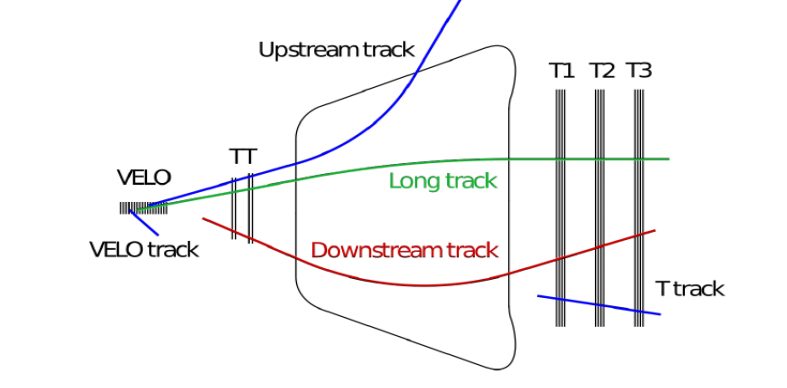 Upstream track
T1 T2 T3
TT
VELO
Long track
VELO track
Downstream track
T track